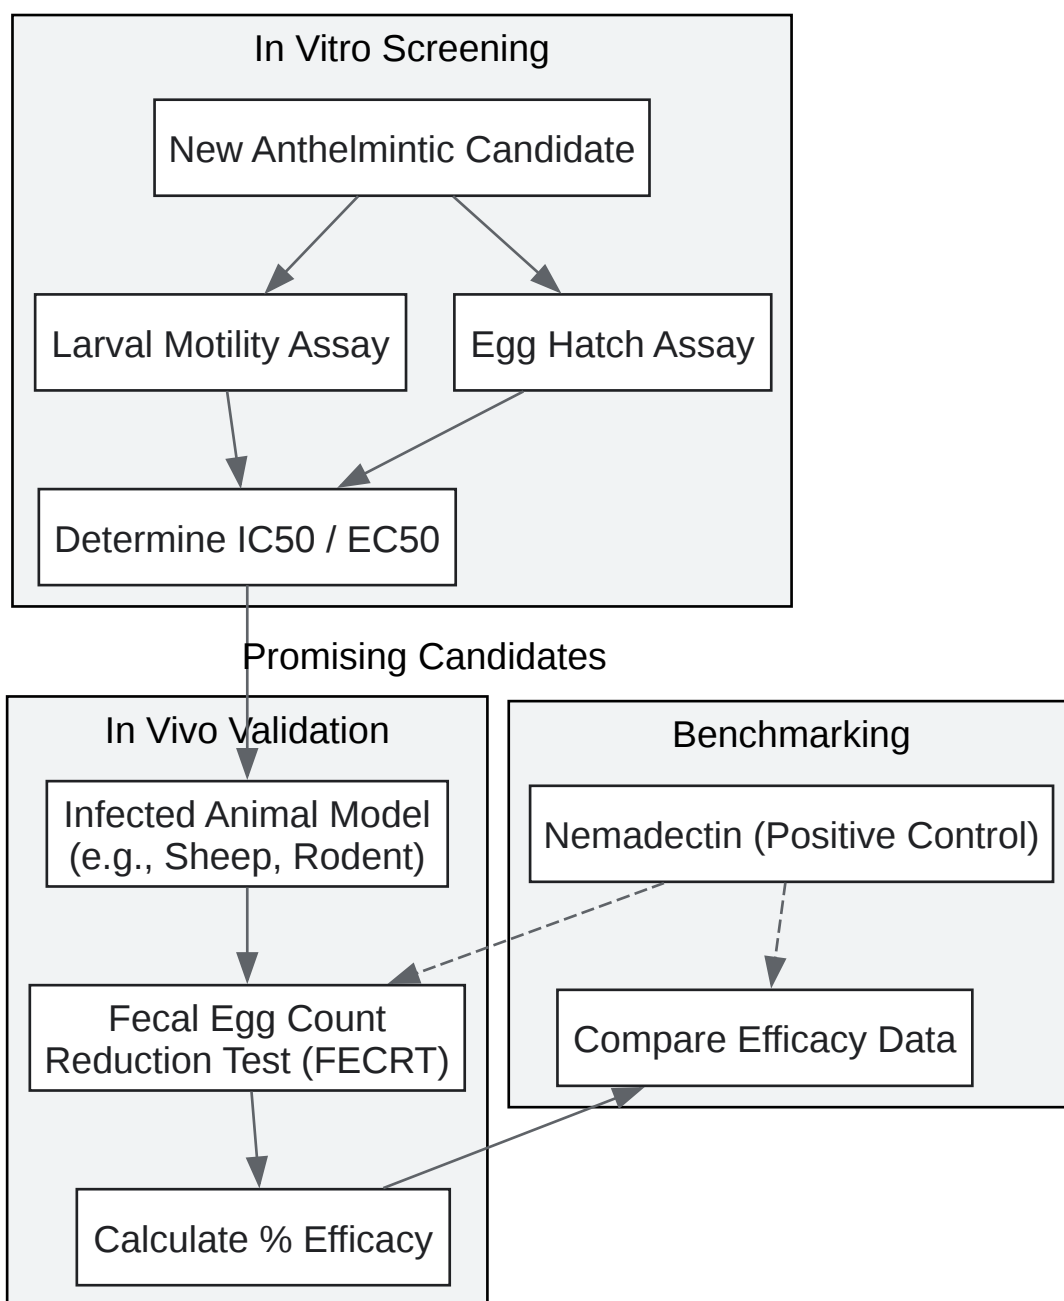 In Vitro Screening
New Anthelmintic Candidate
Larval Motility Assay
Egg Hatch Assay
Determine IC50 / EC50
Promising Candidates
In Vivo Validation
Infected Animal Model
(e.g., Sheep, Rodent)
Fecal Egg Count
Reduction Test (FECRT)
Calculate % Efficacy
Benchmarking
Nemadectin (Positive Control)
Compare Efficacy Data